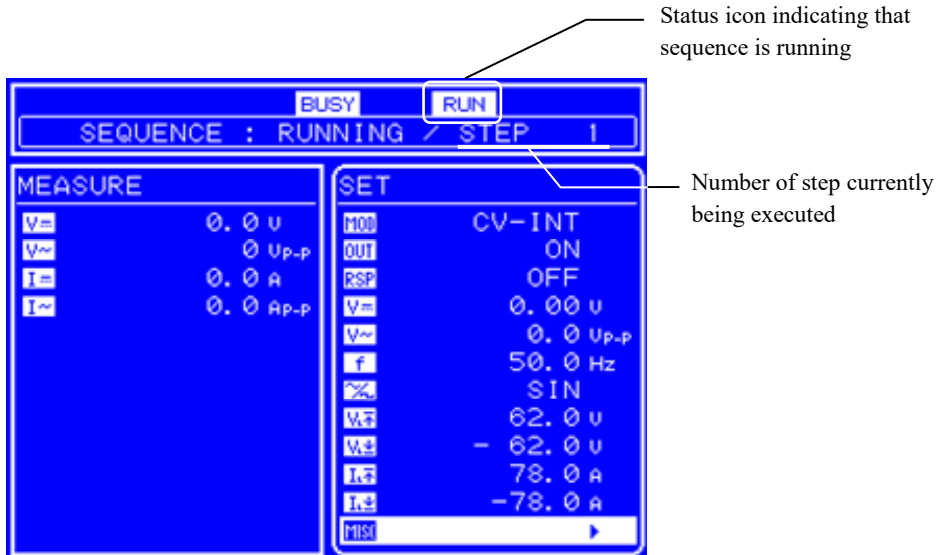 Status icon indicating that
sequence is running
BUSY RUN
SEQUENCE : RUNNING / STEP 1
MEASURE
V= 0.0 V
V~ 0 Vp-p
I= 0.0 A
I~ 0.0 Ap-p
SET
MOD CV-INT
OUT ON
RSP OFF
V= 0.00 V
V~ 0.0 Vp-p
f 50.0 Hz
SIN
62.0 V
- 62.0 V
78.0 A
-78.0 A
MISC
Number of step currently
being executed